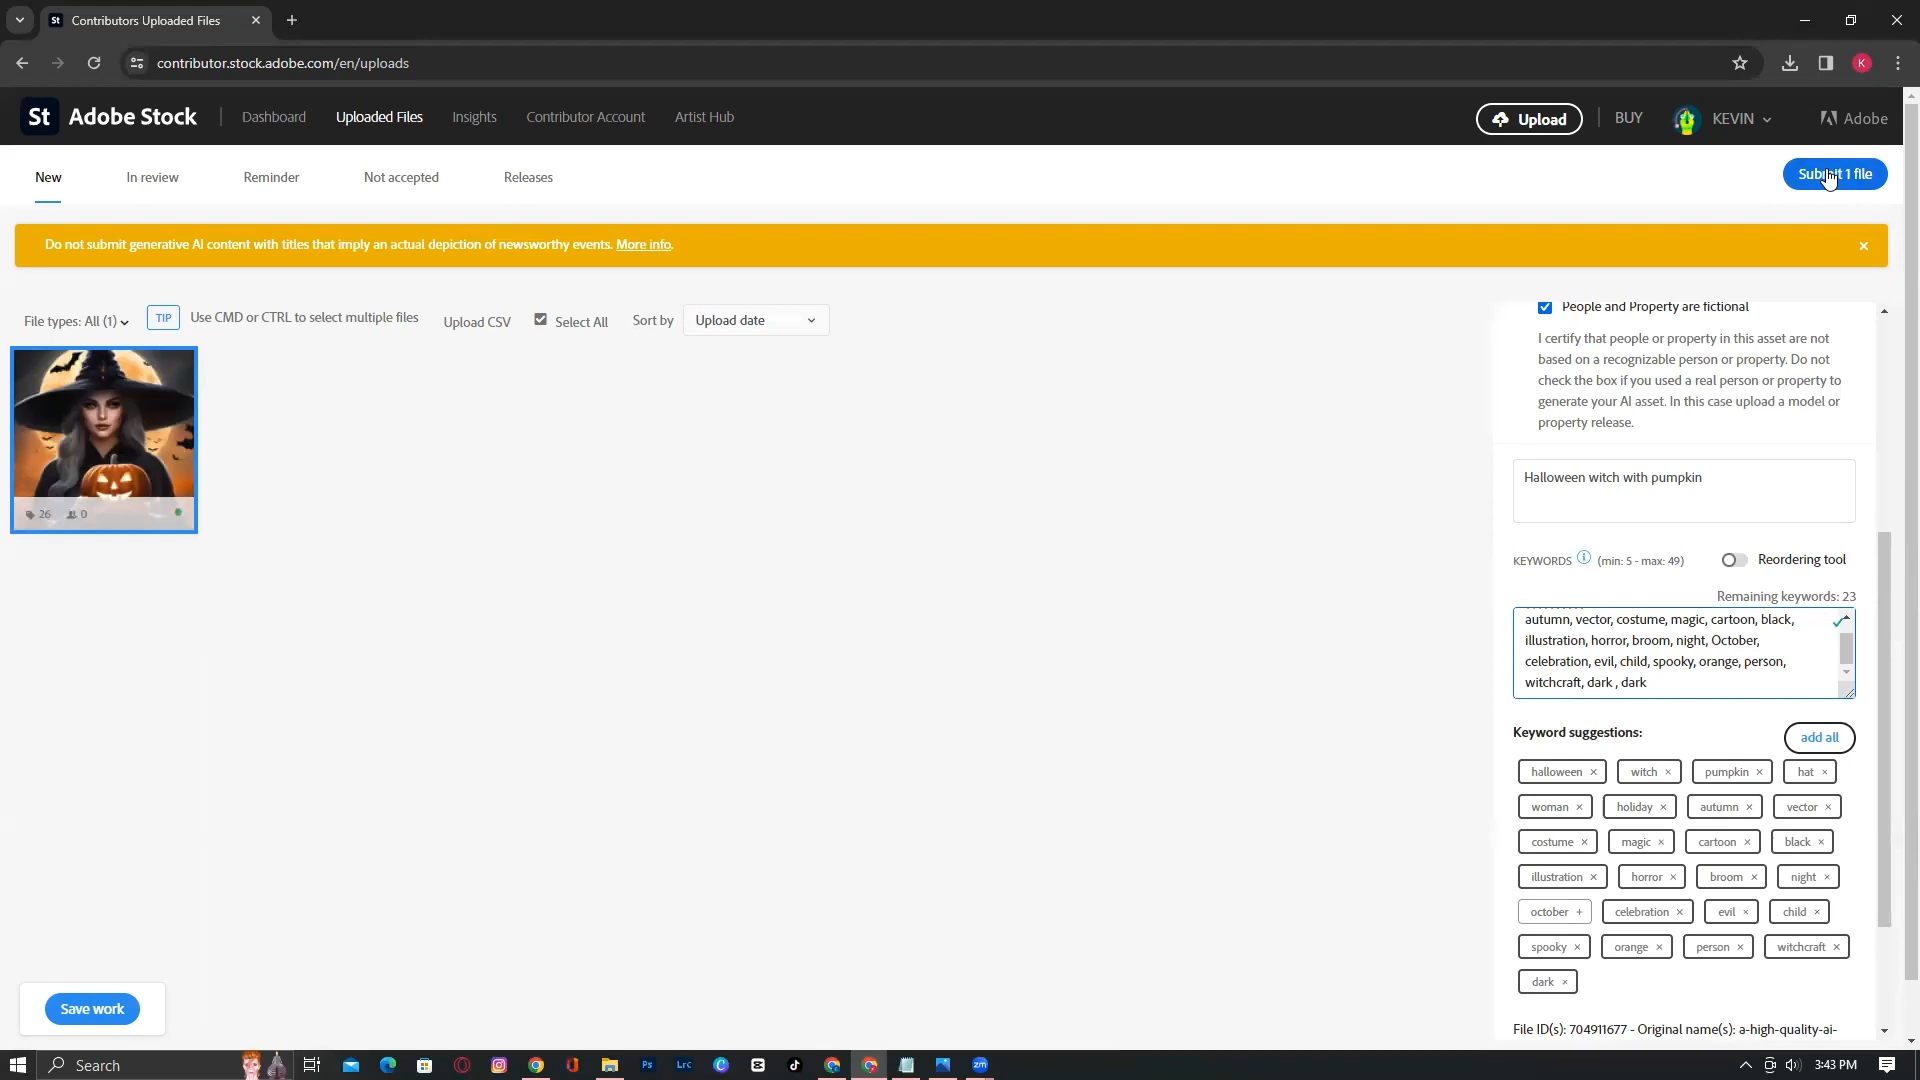 St Contributors Uploaded Files
contributor.stock.adobe.com/en/uploads
K
St Adobe Stock
Dashboard
Uploaded Files
Insights
Contributor Account
Artist Hub
Upload
BUY
KEVIN
Adobe
New
In review
Reminder
Not accepted
Releases
Submit 1 file
Do not submit generative AI content with titles that imply an actual depiction of newsworthy events. More info.
File types: All (1)
TIP
Use CMD or CTRL to select multiple files
Upload CSV
Select All
Sort by
Upload date
26
0
People and Property are fictional
I certify that people or property in this asset are not
based on a recognizable person or property. Do not
check the box if you used a real person or property to
generate your AI asset. In this case upload a model or
property release.
Halloween witch with pumpkin
KEYWORDS (min: 5 - max: 49)
Reordering tool
Remaining keywords: 23
autumn, vector, costume, magic, cartoon, black,
illustration, horror, broom, night, October,
celebration, evil, child, spooky, orange, person,
witchcraft, dark , dark
Keyword suggestions:
add all
halloween × witch × pumpkin × hat ×
woman × holiday × autumn × vector ×
costume × magic × cartoon × black ×
illustration × horror × broom × night ×
october + celebration × evil × child ×
spooky × orange × person × witchcraft ×
dark ×
File ID(s): 704911677 - Original name(s): a-high-quality-ai-
Save work
Search
Ps
Lrc
zm
3:43 PM